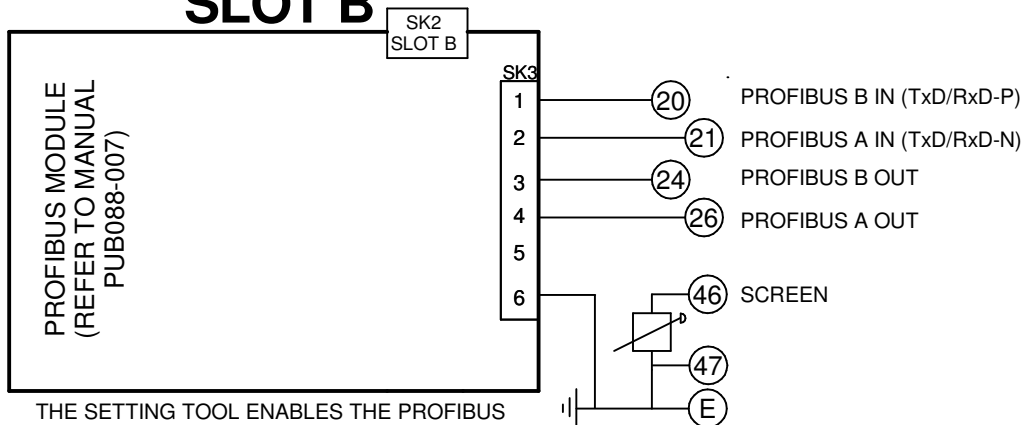 SLOT B
SK2
SLOT B
PROFIBUS MODULE
(REFER TO MANUAL
PUB088-007)
SK3
1
2
3
4
5
6
20 PROFIBUS B IN (TxD/RxD-P)
21 PROFIBUS A IN (TxD/RxD-N)
24 PROFIBUS B OUT
26 PROFIBUS A OUT
46 SCREEN
47
E
THE SETTING TOOL ENABLES THE PROFIBUS